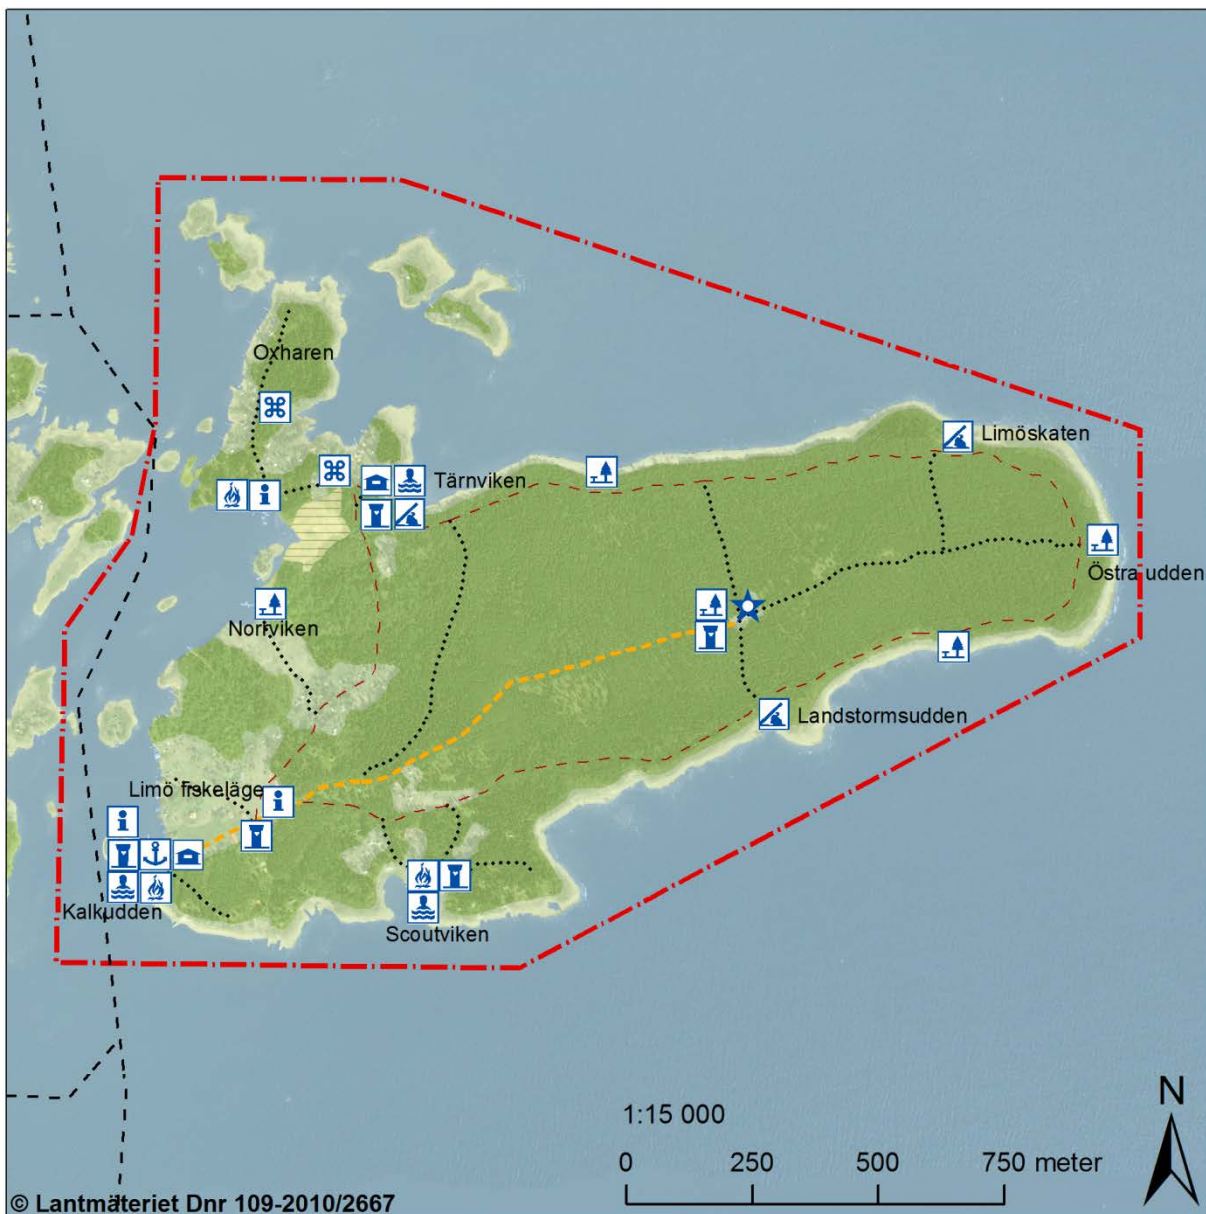 Oxharen
Limöskaten
Tärnviken
Östra udden
Norrviken
Landstormsudden
Limö fiskeläge
Kalkudden
Scoutviken
N
1:15 000
0 250 500 750 meter
© Lantmäteriet Dnr 109-2010/2667